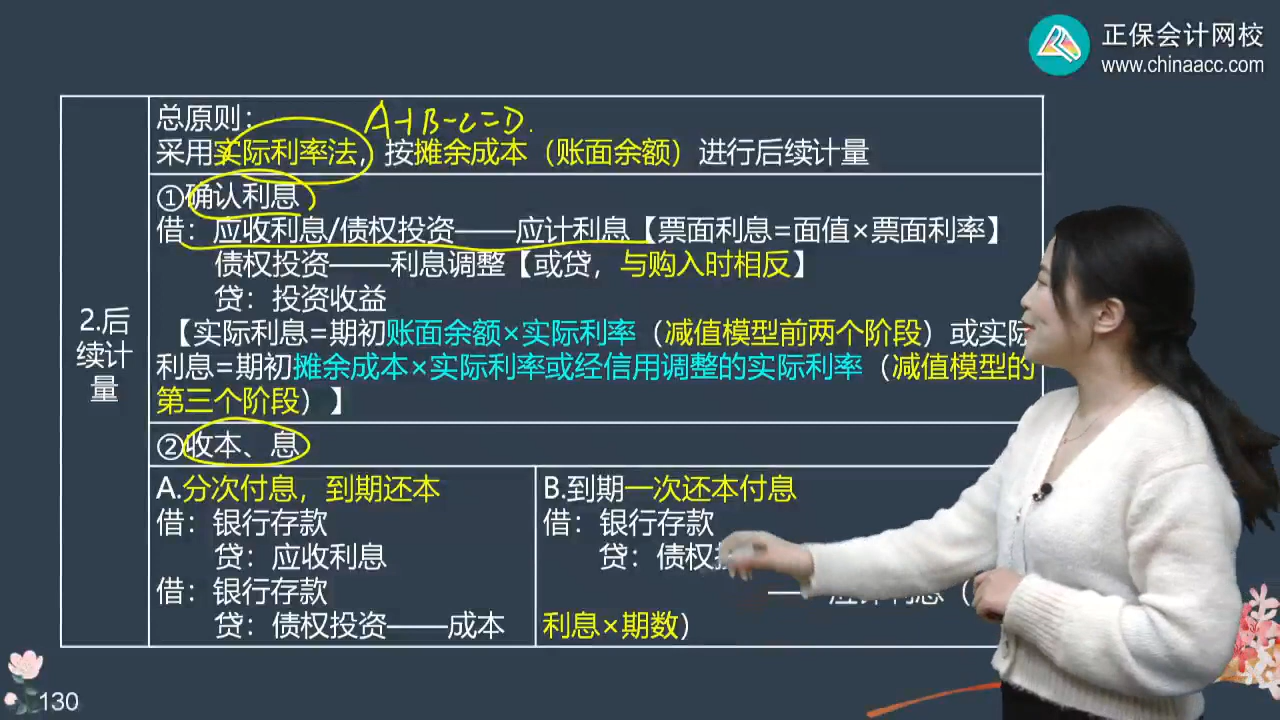 正保会计网校
www.chinaacc.com
总原则：
A+B-C=D.
采用实际利率法，按摊余成本（账面余额）进行后续计量
2.后续计量
①确认利息
借：应收利息/债权投资——应计利息【票面利息=面值×票面利率】
债权投资——利息调整【或贷，与购入时相反】
贷：投资收益
【实际利息=期初账面余额×实际利率（减值模型前两个阶段）或实际
利息=期初摊余成本×实际利率或经信用调整的实际利率（减值模型的
第三个阶段）】
②收本、息
A.分次付息，到期还本
借：银行存款
贷：应收利息
借：银行存款
贷：债权投资——成本
B.到期一次还本付息
借：银行存款
贷：债权
——应计利息（
利息×期数）
130